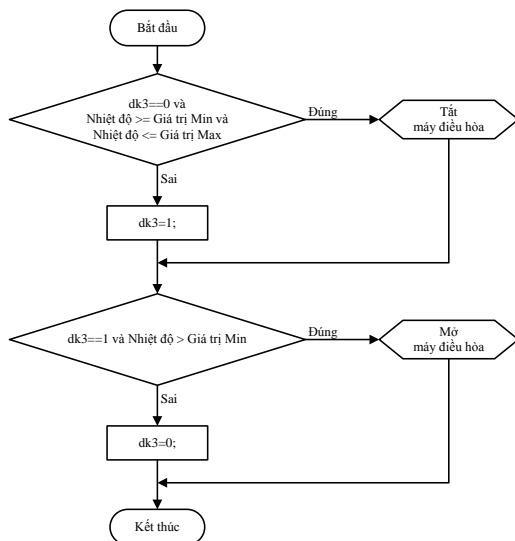 Bắt đầu
dk3==0 và
Nhiệt độ >= Giá trị Min và
Nhiệt độ <= Giá trị Max
Đúng
Tắt
máy điều hòa
Sai
dk3=1;
dk3==1 và Nhiệt độ > Giá trị Min
Đúng
Mở
máy điều hòa
Sai
dk3=0;
Kết thúc